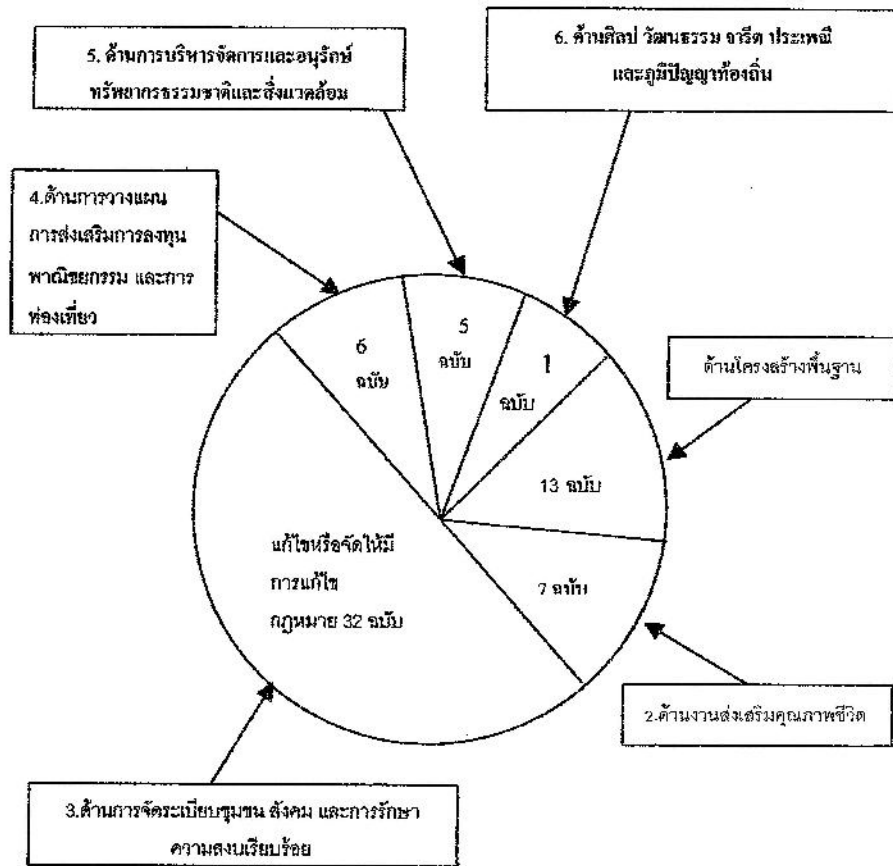 5. ด้านการบริหารจัดการและอนุรักษ์
ทรัพยากรธรรมชาติและสิ่งแวดล้อม
6. ด้านศิลป วัฒนธรรม จารีต ประเพณี
และภูมิปัญญาท้องถิ่น
4.ด้านการวางแผน
การส่งเสริมการลงทุน
พาณิชยกรรม และการ
ท่องเที่ยว
6
ฉบับ
5
ฉบับ
1
ฉบับ
ด้านโครงสร้างพื้นฐาน
13 ฉบับ
7 ฉบับ
แก้ไขหรือจัดให้มี
การแก้ไข
กฎหมาย 32 ฉบับ
2.ด้านงานส่งเสริมคุณภาพชีวิต
3.ด้านการจัดระเบียบชุมชน สังคม และการรักษา
ความสงบเรียบร้อย